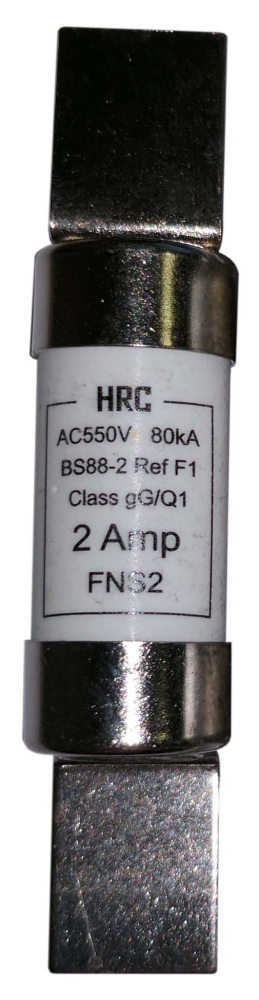 HRC
AC550V 80kA
BS88-2 Ref F1
Class gG/Q1
2 Amp
FNS2